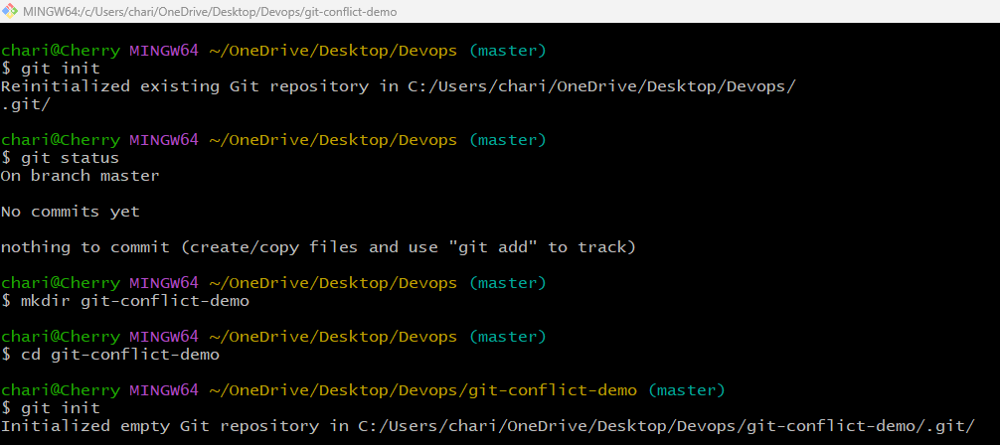 MINGW64:/c/Users/chari/OneDrive/Desktop/Devops/git-conflict-demo
chari@Cherry MINGW64 ~/OneDrive/Desktop/Devops (master)
$ git init
Reinitialized existing Git repository in C:/Users/chari/OneDrive/Desktop/Devops/
.git/
chari@Cherry MINGW64 ~/OneDrive/Desktop/Devops (master)
$ git status
On branch master
No commits yet
nothing to commit (create/copy files and use "git add" to track)
chari@Cherry MINGW64 ~/OneDrive/Desktop/Devops (master)
$ mkdir git-conflict-demo
chari@Cherry MINGW64 ~/OneDrive/Desktop/Devops (master)
$ cd git-conflict-demo
chari@Cherry MINGW64 ~/OneDrive/Desktop/Devops/git-conflict-demo (master)
$ git init
Initialized empty Git repository in C:/Users/chari/OneDrive/Desktop/Devops/git-conflict-demo/.git/